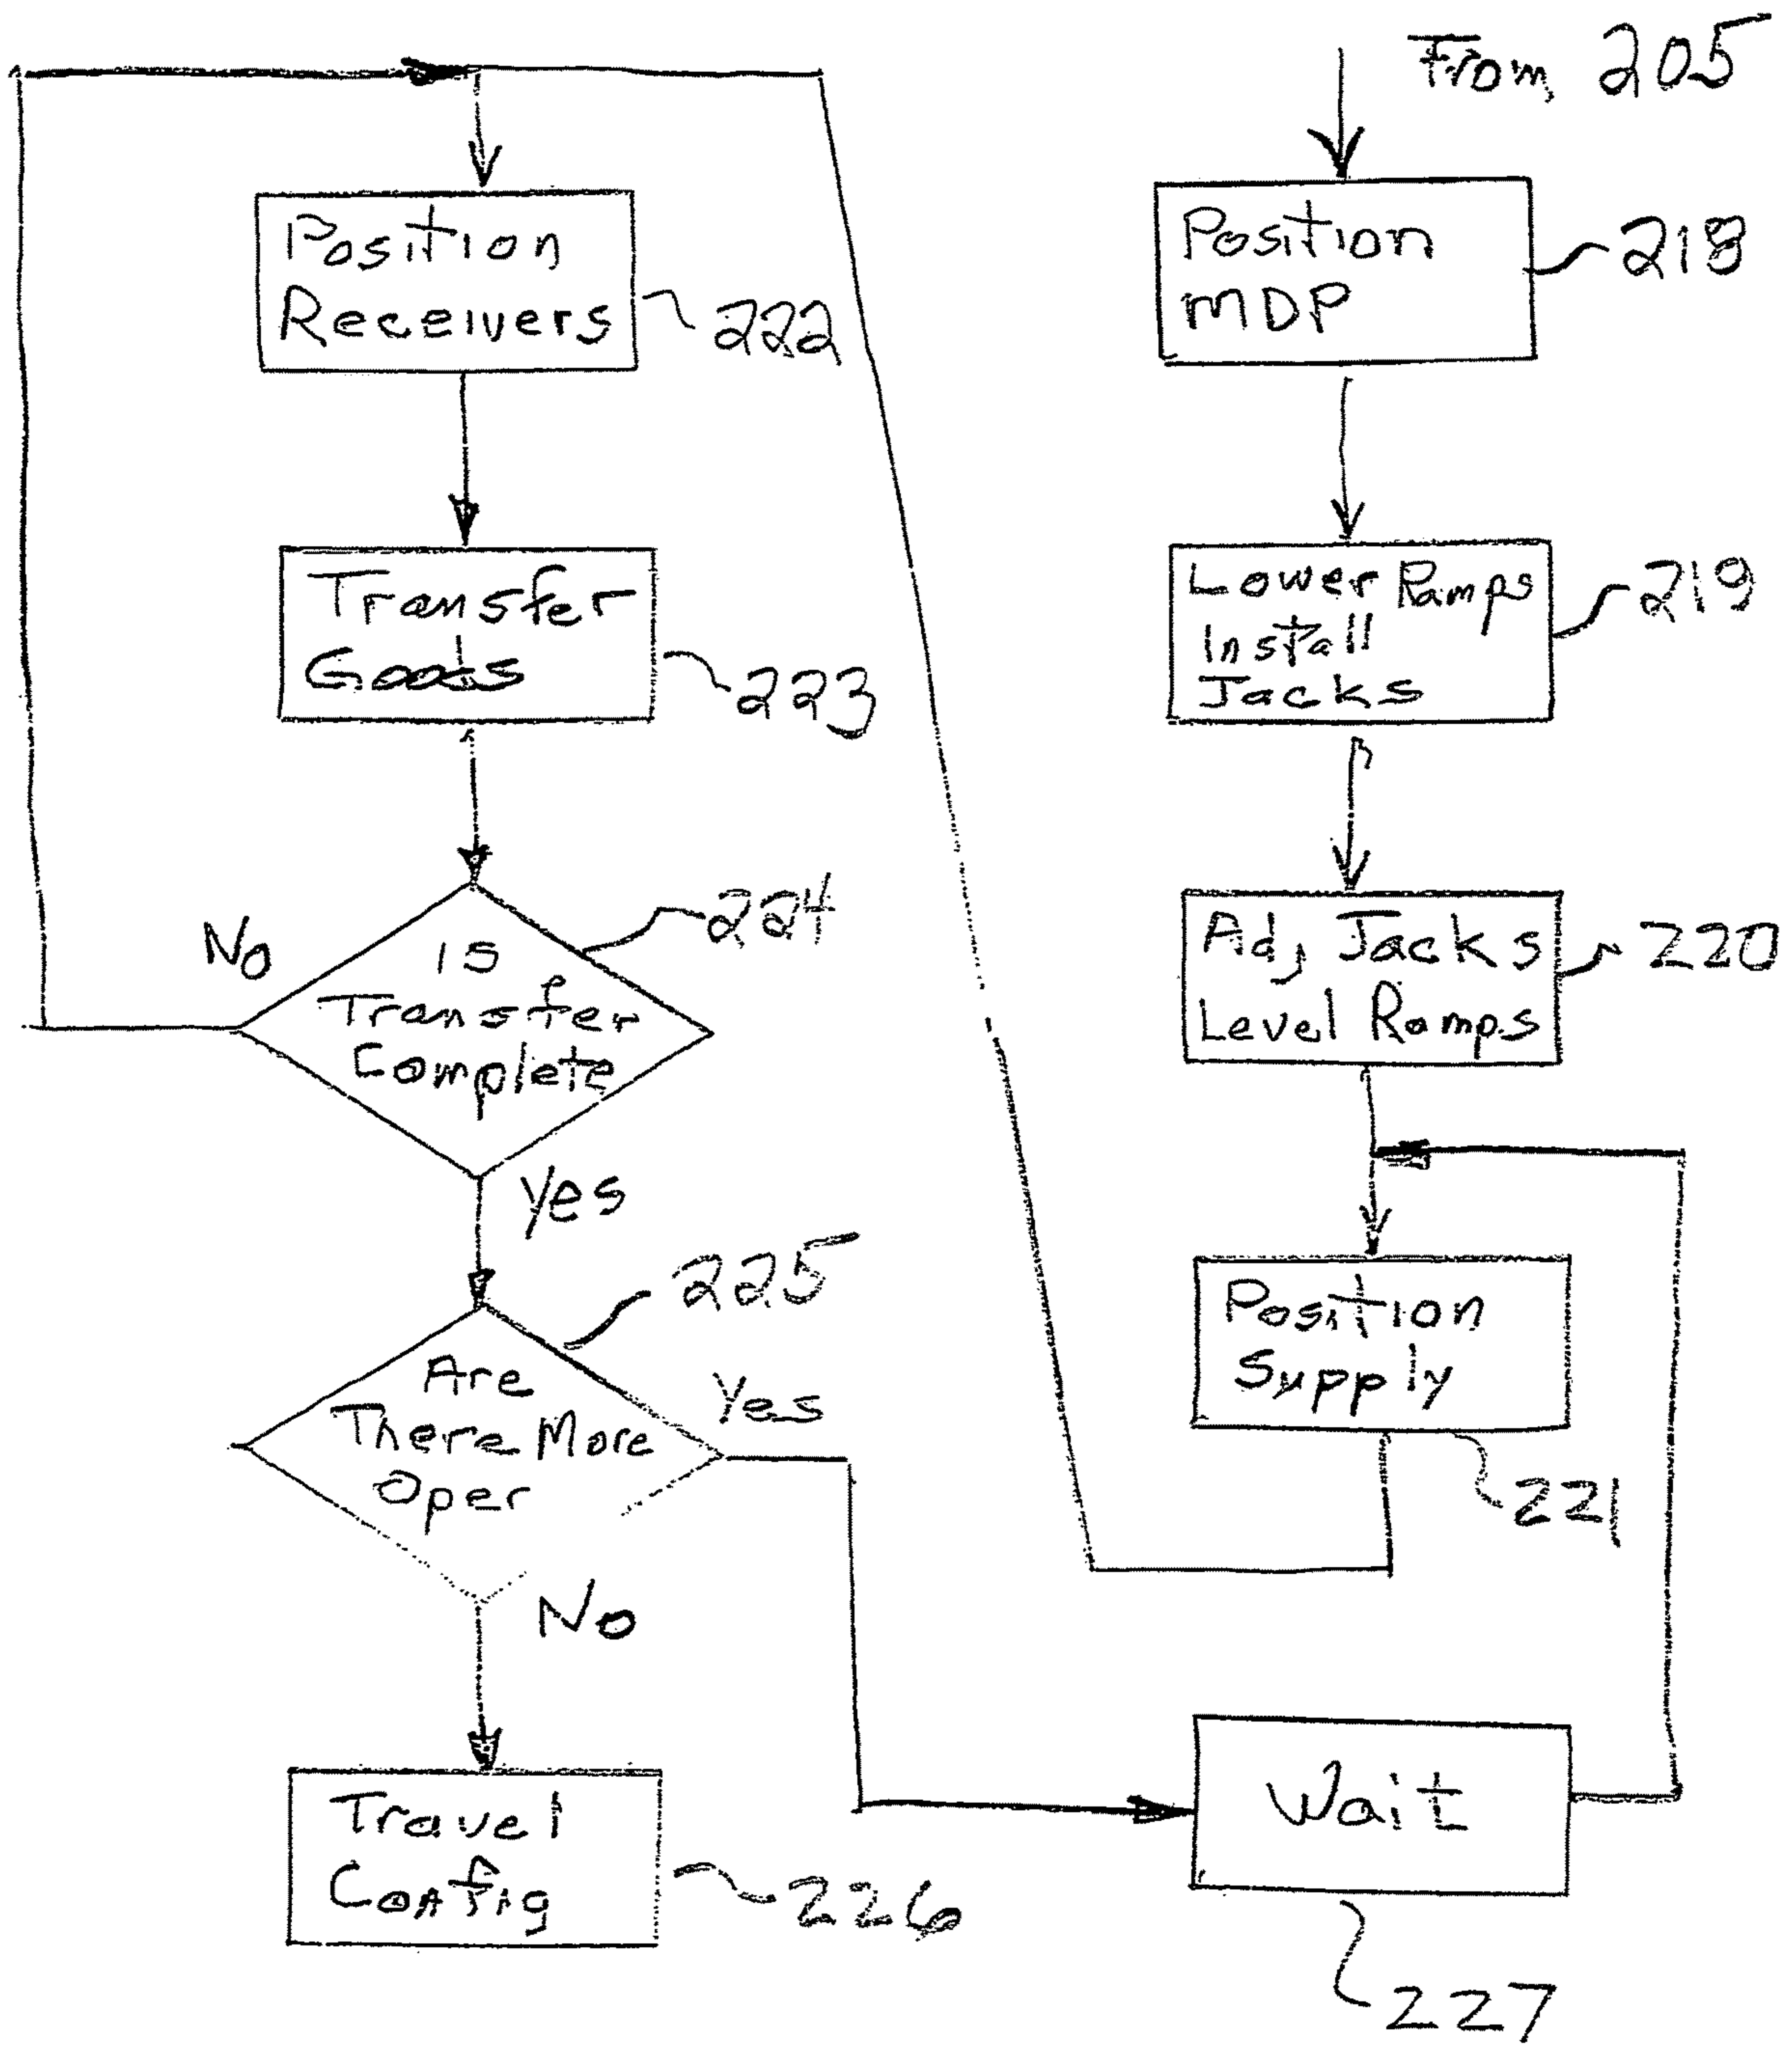 From 205
Position
MDP
218
Lower Ramps
Install
Jacks
219
Adj Jacks
Level Ramps
220
Position
Supply
221
Position
Receivers
222
Transfer
Goods
223
Is
Transfer
Complete
224
No
Yes
Are
There More
Oper
225
Yes
No
Travel
Config
226
Wait
227